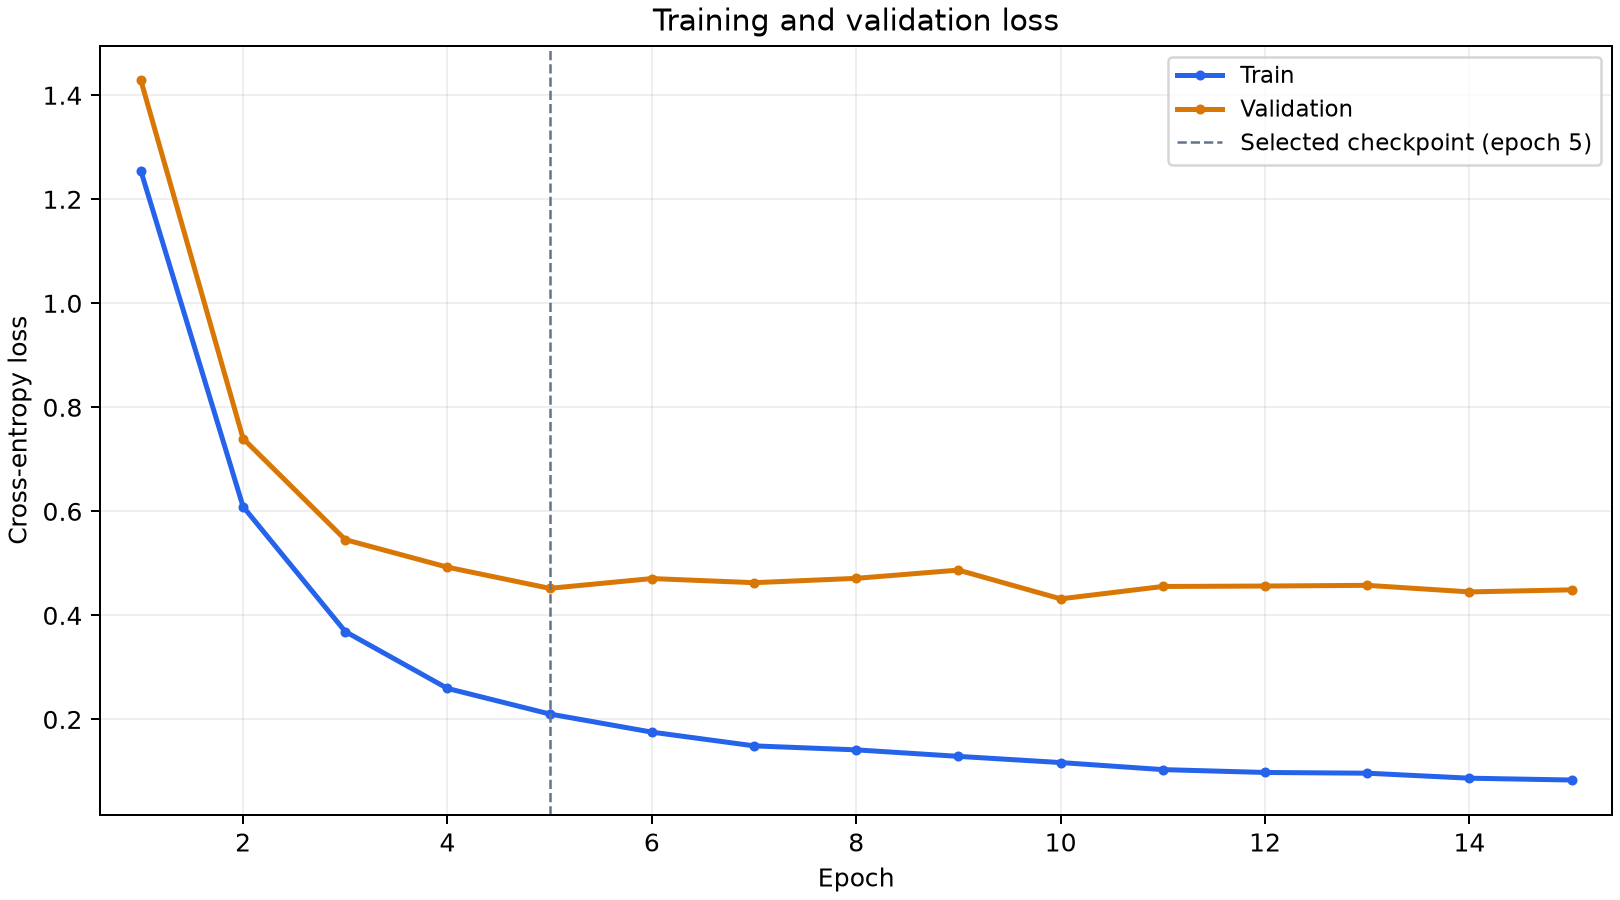 Training and validation loss
Train
Validation
Selected checkpoint (epoch 5)
Cross-entropy loss
1.4
1.2
1.0
0.8
0.6
0.4
0.2
2 4 6 8 10 12 14
Epoch